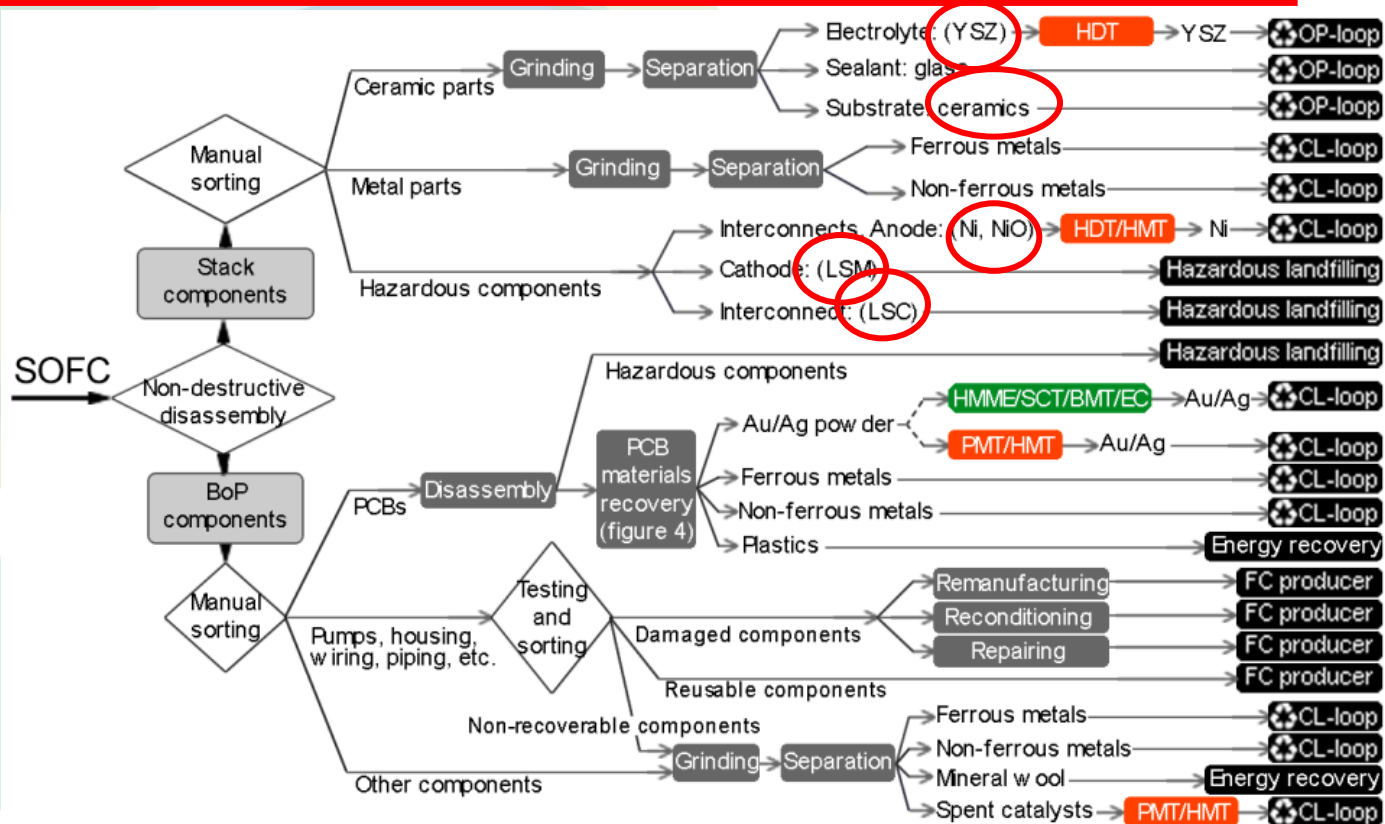 Electrolyte: (YSZ)
HDT
YSZ
OP-loop
Grinding
Separation
Sealant: glass
OP-loop
Ceramic parts
Substrate: ceramics
OP-loop
Manual
sorting
Ferrous metals
CL-loop
Grinding
Separation
Metal parts
Non-ferrous metals
CL-loop
Interconnects, Anode: (Ni, NiO)
HDT/HMT
Ni
CL-loop
Stack
components
Cathode: (LSM)
Hazardous landfilling
Hazardous components
Interconnect: (LSC)
Hazardous landfilling
Hazardous landfilling
SOFC
Non-destructive
disassembly
Hazardous components
HMME/SCT/BMT/EC
Au/Ag
CL-loop
Au/Ag powder
PMT/HMT
Au/Ag
CL-loop
PCB
materials
recovery
(figure 4)
BoP
components
PCBs
Disassembly
Ferrous metals
CL-loop
Non-ferrous metals
CL-loop
Plastics
Energy recovery
Manual
sorting
Testing
and
sorting
Pumps, housing,
wiring, piping, etc.
Damaged components
Remanufacturing
FC producer
Reconditioning
FC producer
Repairing
FC producer
Reusable components
FC producer
Non-recoverable components
Ferrous metals
CL-loop
Grinding
Separation
Non-ferrous metals
CL-loop
Other components
Mineral wool
Energy recovery
Spent catalysts
PMT/HMT
CL-loop